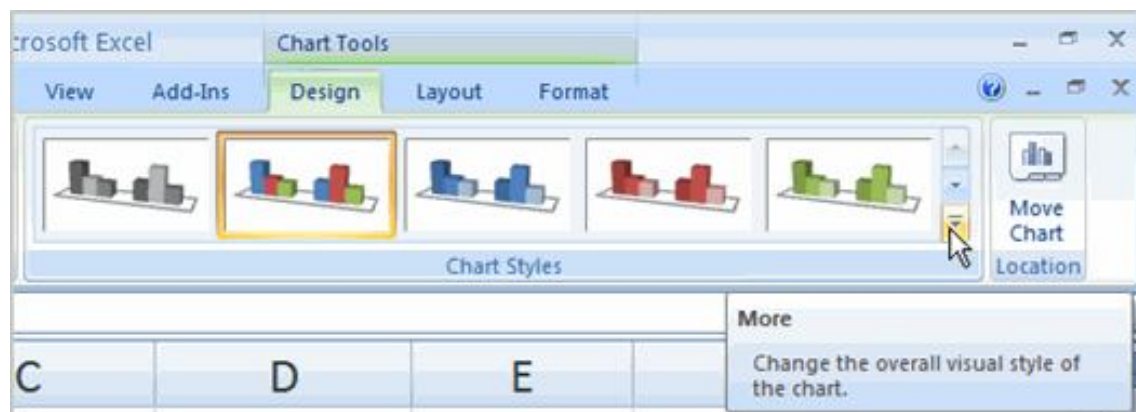 crosoft Excel Chart Tools
View Add-Ins Design Layout Format
Move
Chart
Chart Styles Location
More
Change the overall visual style of
the chart.
C D E